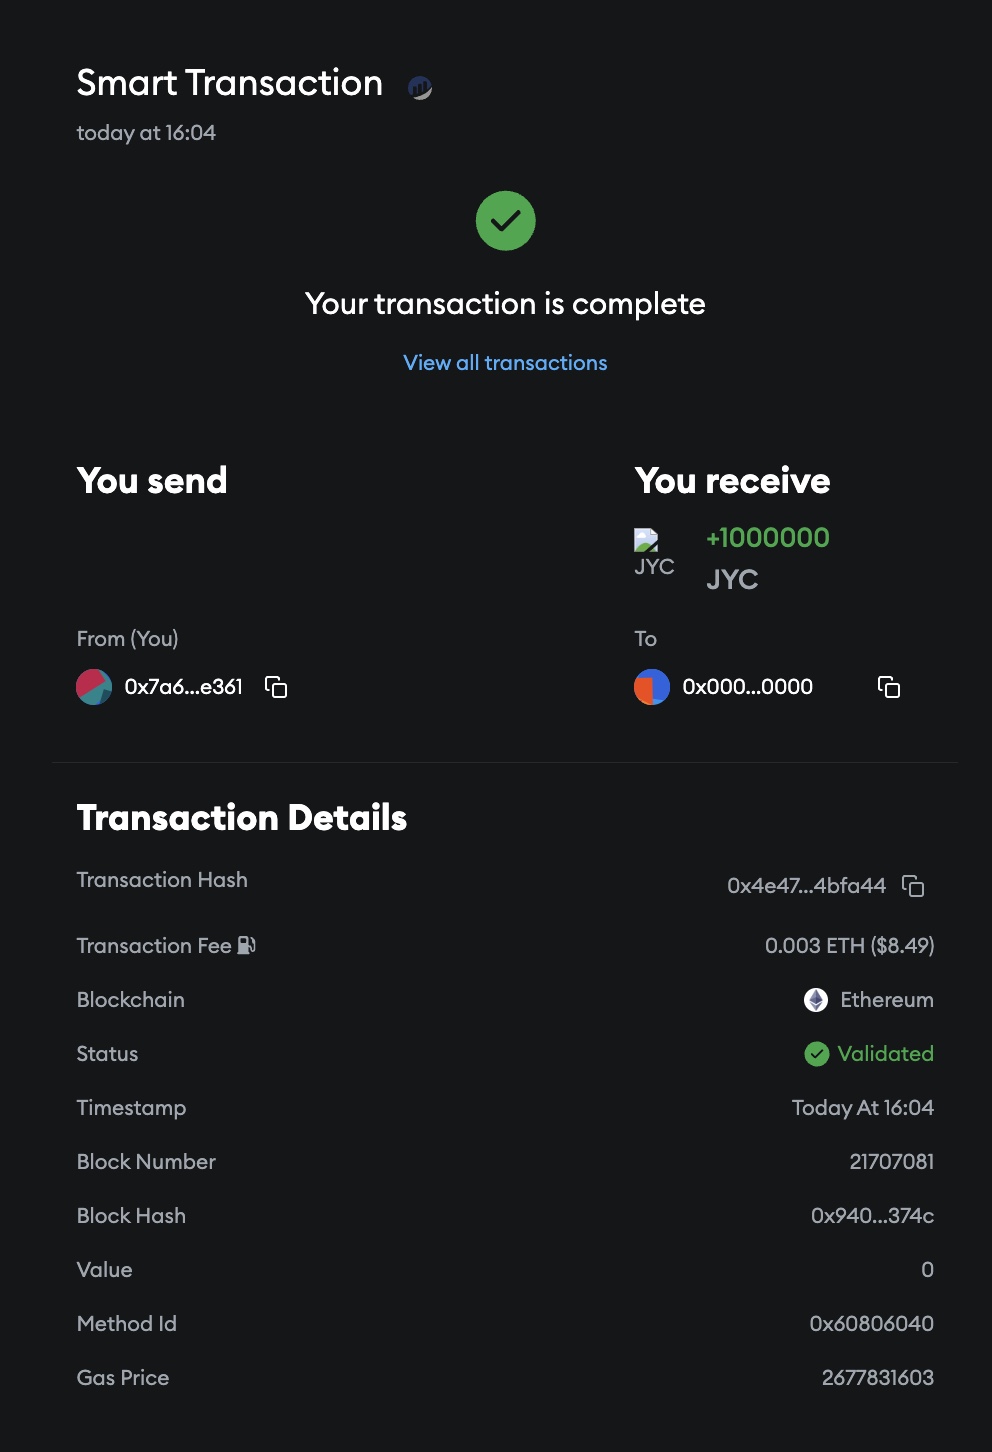 Smart Transaction
today at 16:04
Your transaction is complete
View all transactions
You send
You receive
JYC
+1000000
JYC
From (You)
0x7a6...e361
To
0x000...0000
Transaction Details
Transaction Hash 0x4e47...4bfa44
Transaction Fee 0.003 ETH ($8.49)
Blockchain Ethereum
Status Validated
Timestamp Today At 16:04
Block Number 21707081
Block Hash 0x940...374c
Value 0
Method Id 0x60806040
Gas Price 2677831603